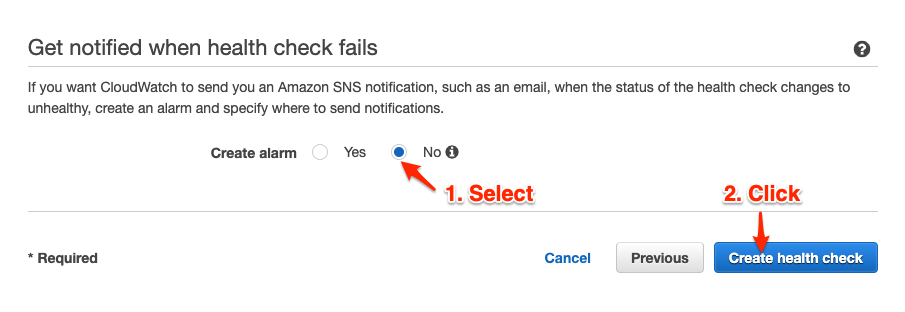 Get notified when health check fails
If you want CloudWatch to send you an Amazon SNS notification, such as an email, when the status of the health check changes to
unhealthy, create an alarm and specify where to send notifications.
Create alarm Yes No
1. Select
2. Click
* Required Cancel Previous Create health check